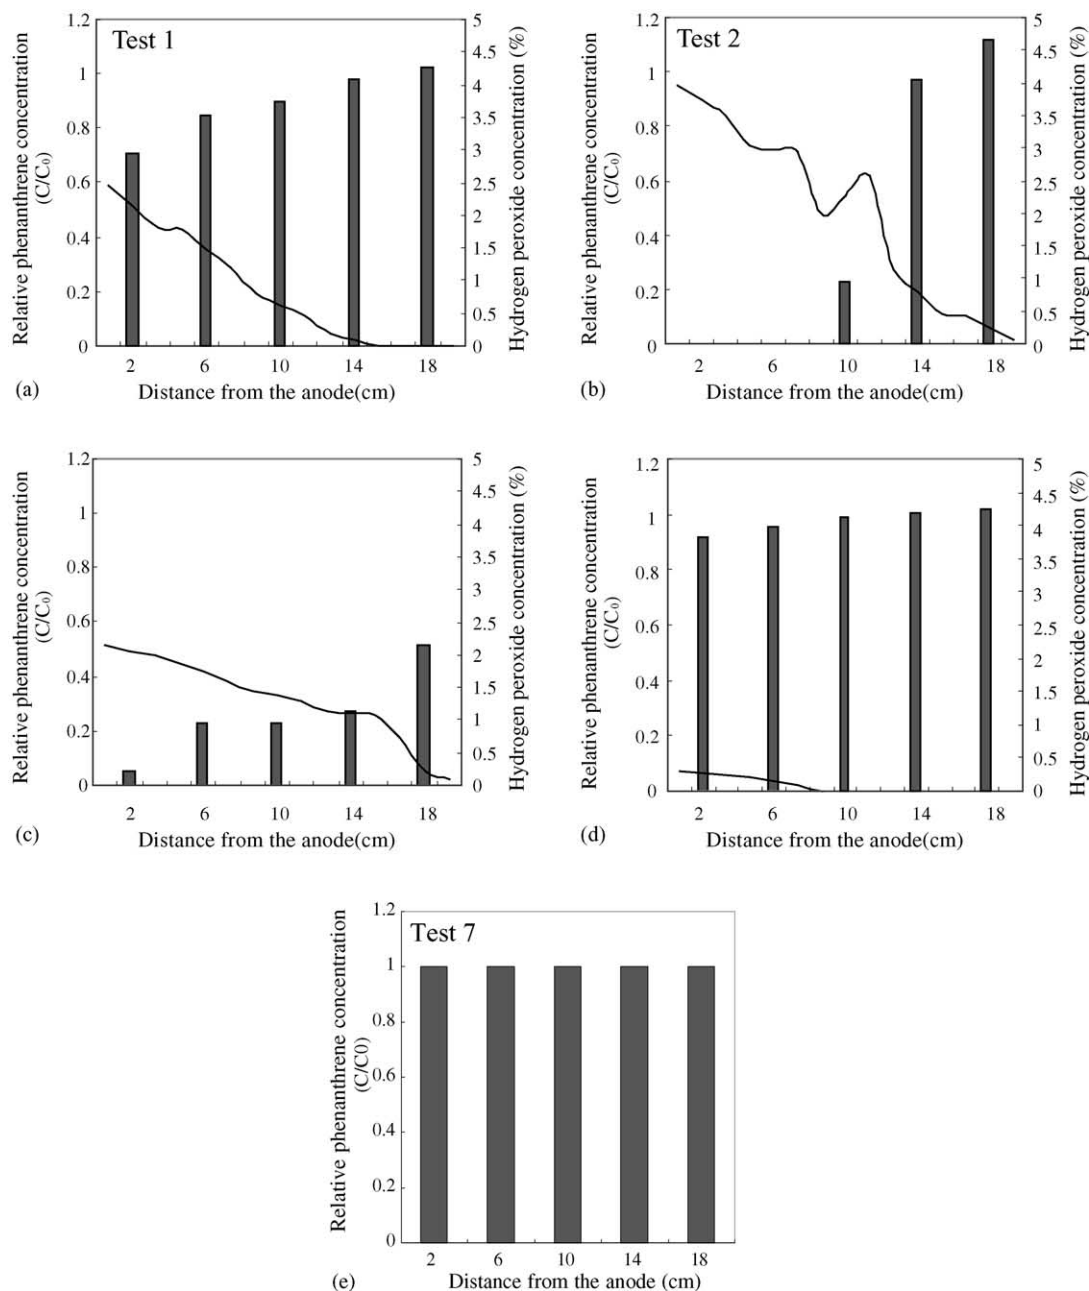 Test 1
Relative phenanthrene concentration
(C/C₀)
1.2
1
0.8
0.6
0.4
0.2
0
5
4.5
4
3.5
3
2.5
2
1.5
1
0.5
0
Hydrogen peroxide concentration (%)
2 6 10 14 18
(a) Distance from the anode(cm)
Test 2
Relative phenanthrene concentration
(C/C₀)
1.2
1
0.8
0.6
0.4
0.2
0
5
4.5
4
3.5
3
2.5
2
1.5
1
0.5
0
Hydrogen peroxide concentration (%)
2 6 10 14 18
(b) Distance from the anode(cm)
Relative phenanthrene concentration
(C/C₀)
1.2
1
0.8
0.6
0.4
0.2
0
5
4.5
4
3.5
3
2.5
2
1.5
1
0.5
0
Hydrogen peroxide concentration (%)
2 6 10 14 18
(c) Distance from the anode(cm)
Relative phenanthrene concentration
(C/C₀)
1.2
1
0.8
0.6
0.4
0.2
0
5
4.5
4
3.5
3
2.5
2
1.5
1
0.5
0
Hydrogen peroxide concentration (%)
2 6 10 14 18
(d) Distance from the anode(cm)
Test 7
Relative phenanthrene concentration
(C/C0)
1.2
1
0.8
0.6
0.4
0.2
0
2 6 10 14 18
(e) Distance from the anode (cm)